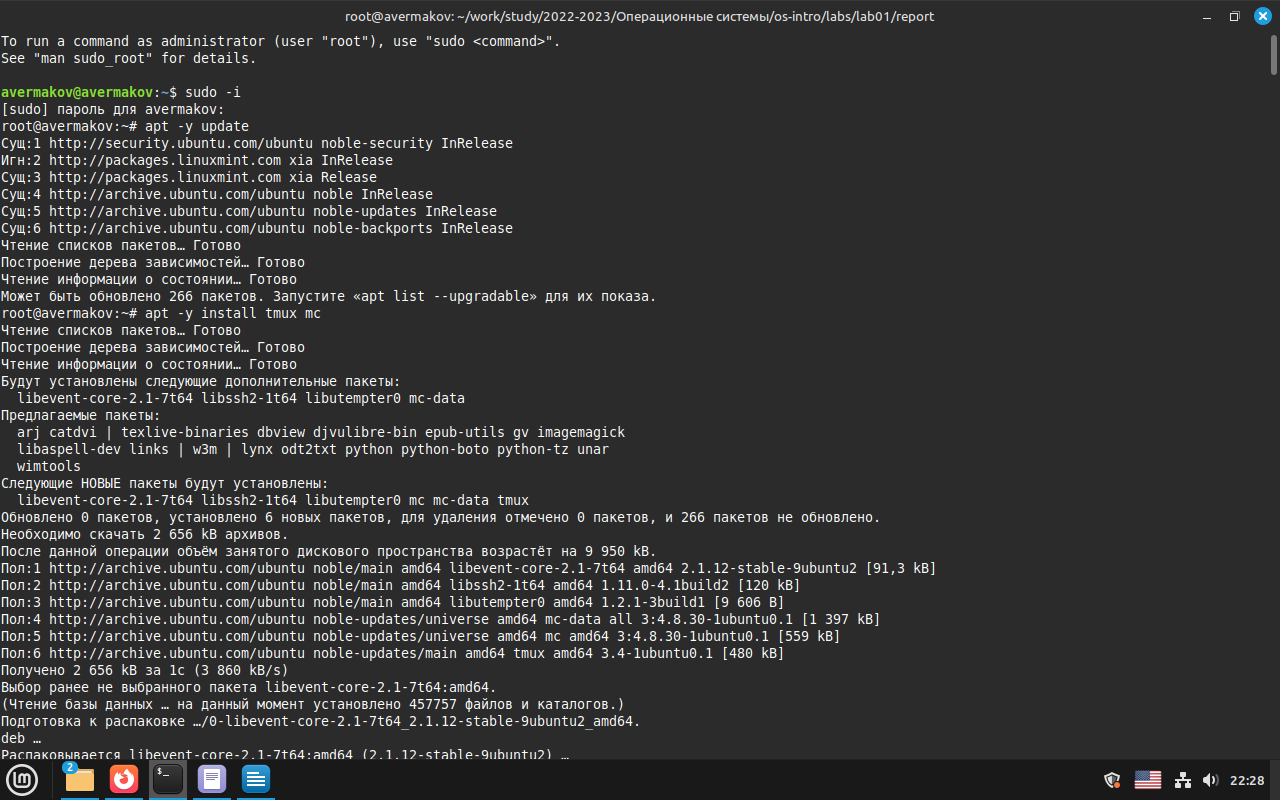 root@avermakov: ~/work/study/2022-2023/Операционные системы/os-intro/labs/lab01/report
To run a command as administrator (user "root"), use "sudo <command>".
See "man sudo_root" for details.
avermakov@avermakov:~$ sudo -i
[sudo] пароль для avermakov:
root@avermakov:~# apt -y update
Сущ:1 http://security.ubuntu.com/ubuntu noble-security InRelease
Игн:2 http://packages.linuxmint.com xia InRelease
Сущ:3 http://packages.linuxmint.com xia Release
Сущ:4 http://archive.ubuntu.com/ubuntu noble InRelease
Сущ:5 http://archive.ubuntu.com/ubuntu noble-updates InRelease
Сущ:6 http://archive.ubuntu.com/ubuntu noble-backports InRelease
Чтение списков пакетов… Готово
Построение дерева зависимостей… Готово
Чтение информации о состоянии… Готово
Может быть обновлено 266 пакетов. Запустите «apt list --upgradable» для их показа.
root@avermakov:~# apt -y install tmux mc
Чтение списков пакетов… Готово
Построение дерева зависимостей… Готово
Чтение информации о состоянии… Готово
Будут установлены следующие дополнительные пакеты:
  libevent-core-2.1-7t64 libssh2-1t64 libutempter0 mc-data
Предлагаемые пакеты:
  arj catdvi | texlive-binaries dbview djvulibre-bin epub-utils gv imagemagick
  libaspell-dev links | w3m | lynx odt2txt python python-boto python-tz unar
  wimtools
Следующие НОВЫЕ пакеты будут установлены:
  libevent-core-2.1-7t64 libssh2-1t64 libutempter0 mc mc-data tmux
Обновлено 0 пакетов, установлено 6 новых пакетов, для удаления отмечено 0 пакетов, и 266 пакетов не обновлено.
Необходимо скачать 2 656 kB архивов.
После данной операции объём занятого дискового пространства возрастёт на 9 950 kB.
Пол:1 http://archive.ubuntu.com/ubuntu noble/main amd64 libevent-core-2.1-7t64 amd64 2.1.12-stable-9ubuntu2 [91,3 kB]
Пол:2 http://archive.ubuntu.com/ubuntu noble/main amd64 libssh2-1t64 amd64 1.11.0-4.1build2 [120 kB]
Пол:3 http://archive.ubuntu.com/ubuntu noble/main amd64 libutempter0 amd64 1.2.1-3build1 [9 606 B]
Пол:4 http://archive.ubuntu.com/ubuntu noble-updates/universe amd64 mc-data all 3:4.8.30-1ubuntu0.1 [1 397 kB]
Пол:5 http://archive.ubuntu.com/ubuntu noble-updates/universe amd64 mc amd64 3:4.8.30-1ubuntu0.1 [559 kB]
Пол:6 http://archive.ubuntu.com/ubuntu noble-updates/main amd64 tmux amd64 3.4-1ubuntu0.1 [480 kB]
Получено 2 656 kB за 1с (3 860 kB/s)
Выбор ранее не выбранного пакета libevent-core-2.1-7t64:amd64.
(Чтение базы данных … на данный момент установлено 457757 файлов и каталогов.)
Подготовка к распаковке …/0-libevent-core-2.1-7t64_2.1.12-stable-9ubuntu2_amd64.
deb …
Распаковывается libevent-core-2.1-7t64:amd64 (2.1.12-stable-9ubuntu2) …
2
22:28